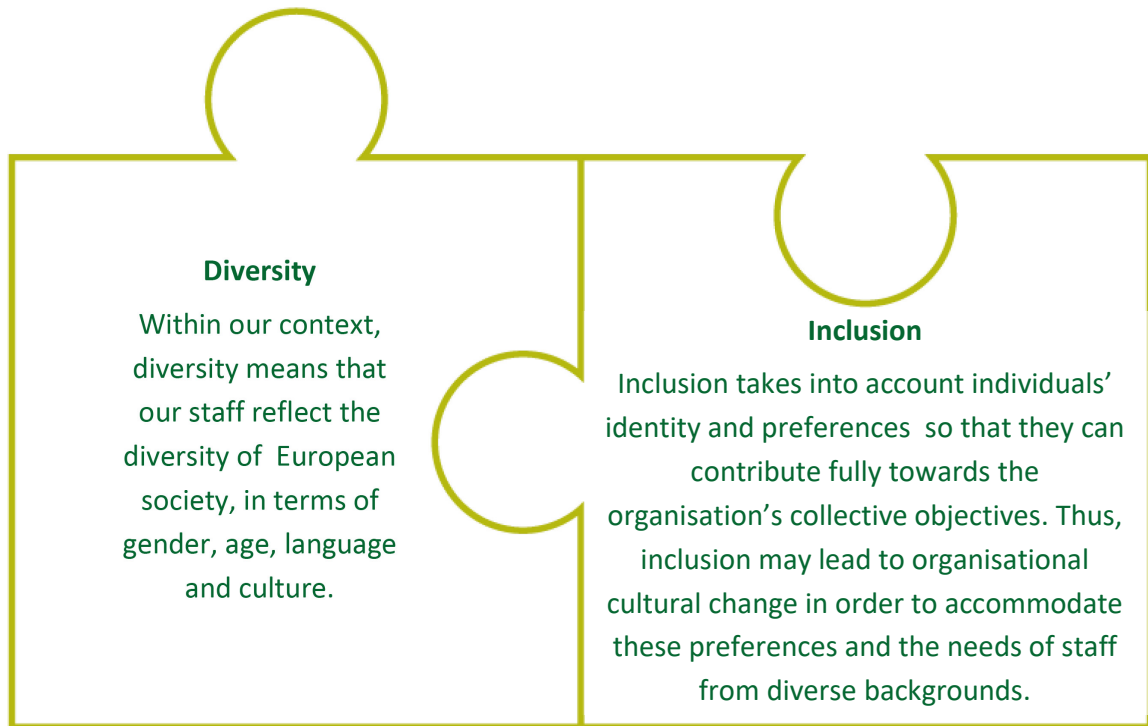 Diversity
Within our context,
diversity means that
our staff reflect the
diversity of  European
society, in terms of
gender, age, language
and culture.
Inclusion
Inclusion takes into account individuals’
identity and preferences  so that they can
contribute fully towards the
organisation’s collective objectives. Thus,
inclusion may lead to organisational
cultural change in order to accommodate
these preferences and the needs of staff
from diverse backgrounds.